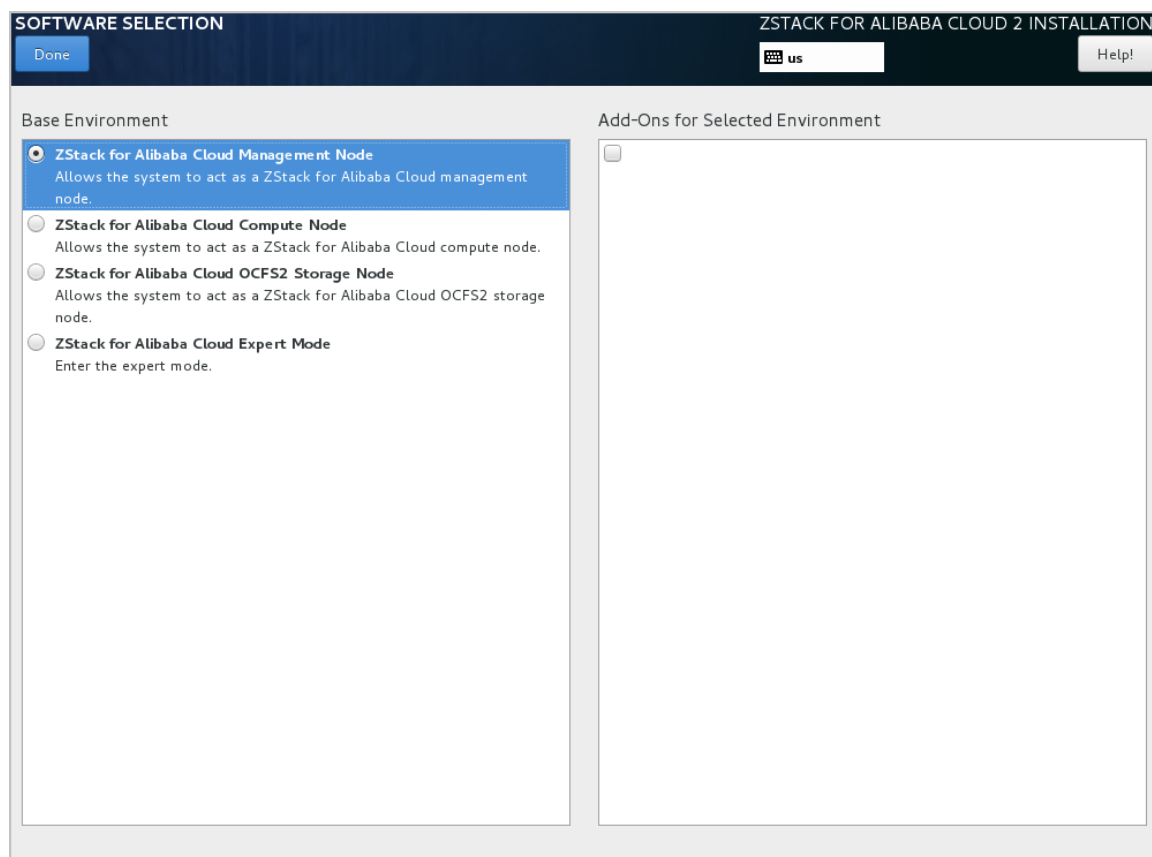 SOFTWARE SELECTION
ZSTACK FOR ALIBABA CLOUD 2 INSTALLATION
Done
us
Help!
Base Environment
ZStack for Alibaba Cloud Management Node
Allows the system to act as a ZStack for Alibaba Cloud management
node.
ZStack for Alibaba Cloud Compute Node
Allows the system to act as a ZStack for Alibaba Cloud compute node.
ZStack for Alibaba Cloud OCFS2 Storage Node
Allows the system to act as a ZStack for Alibaba Cloud OCFS2 storage
node.
ZStack for Alibaba Cloud Expert Mode
Enter the expert mode.
Add-Ons for Selected Environment